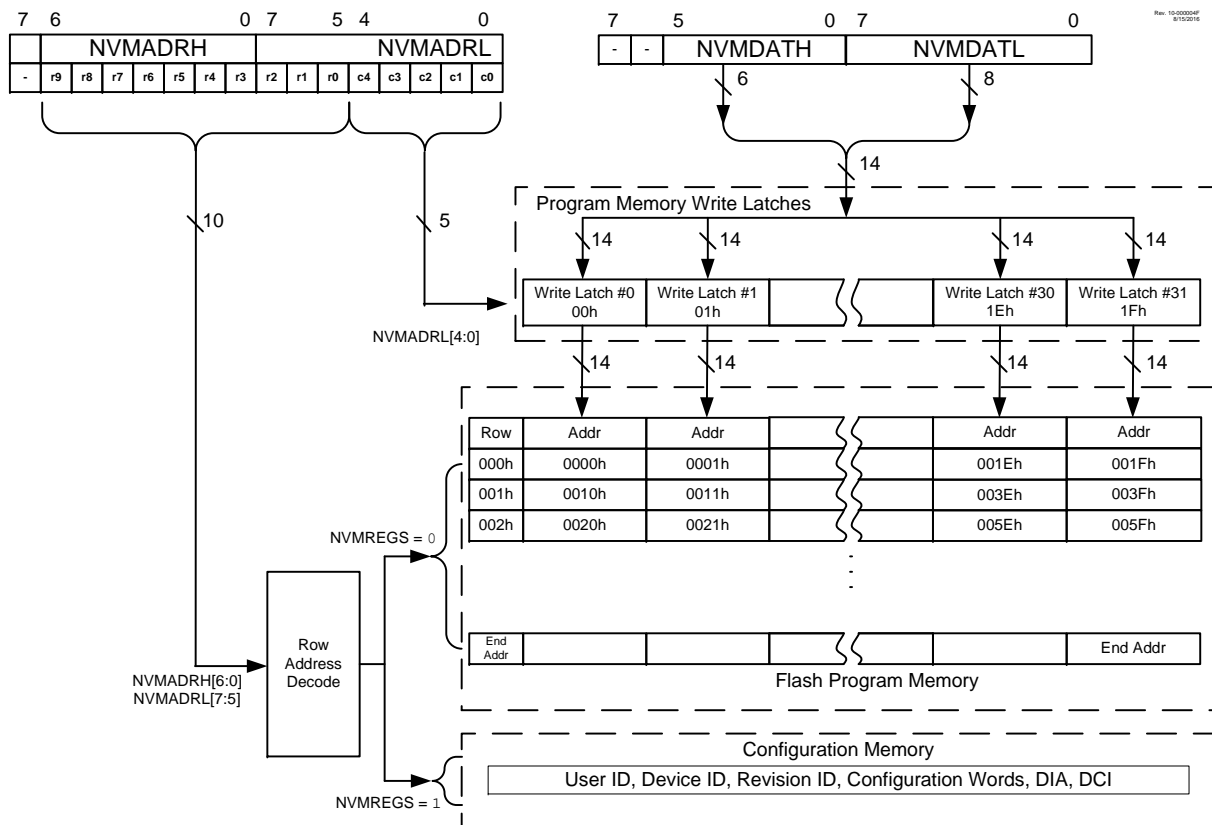 7 6 0 7 5 4 0
7 5 0 7 0
Rev. 10-000004F
8/15/2016
NVMADRH NVMADRL
- - NVMDATH NVMDATL
- r9 r8 r7 r6 r5 r4 r3 r2 r1 r0 c4 c3 c2 c1 c0
6 8
14
Program Memory Write Latches
10 5
14 14 14 14
Write Latch #0
00h
Write Latch #1
01h
Write Latch #30
1Eh
Write Latch #31
1Fh
NVMADRL[4:0]
14 14 14 14
Row Addr Addr Addr Addr
000h 0000h 0001h 001Eh 001Fh
001h 0010h 0011h 003Eh 003Fh
002h 0020h 0021h 005Eh 005Fh
NVMREGS = 0
Row
Address
Decode
End
Addr
End Addr
NVMADRH[6:0]
NVMADRL[7:5]
Flash Program Memory
Configuration Memory
User ID, Device ID, Revision ID, Configuration Words, DIA, DCI
NVMREGS = 1